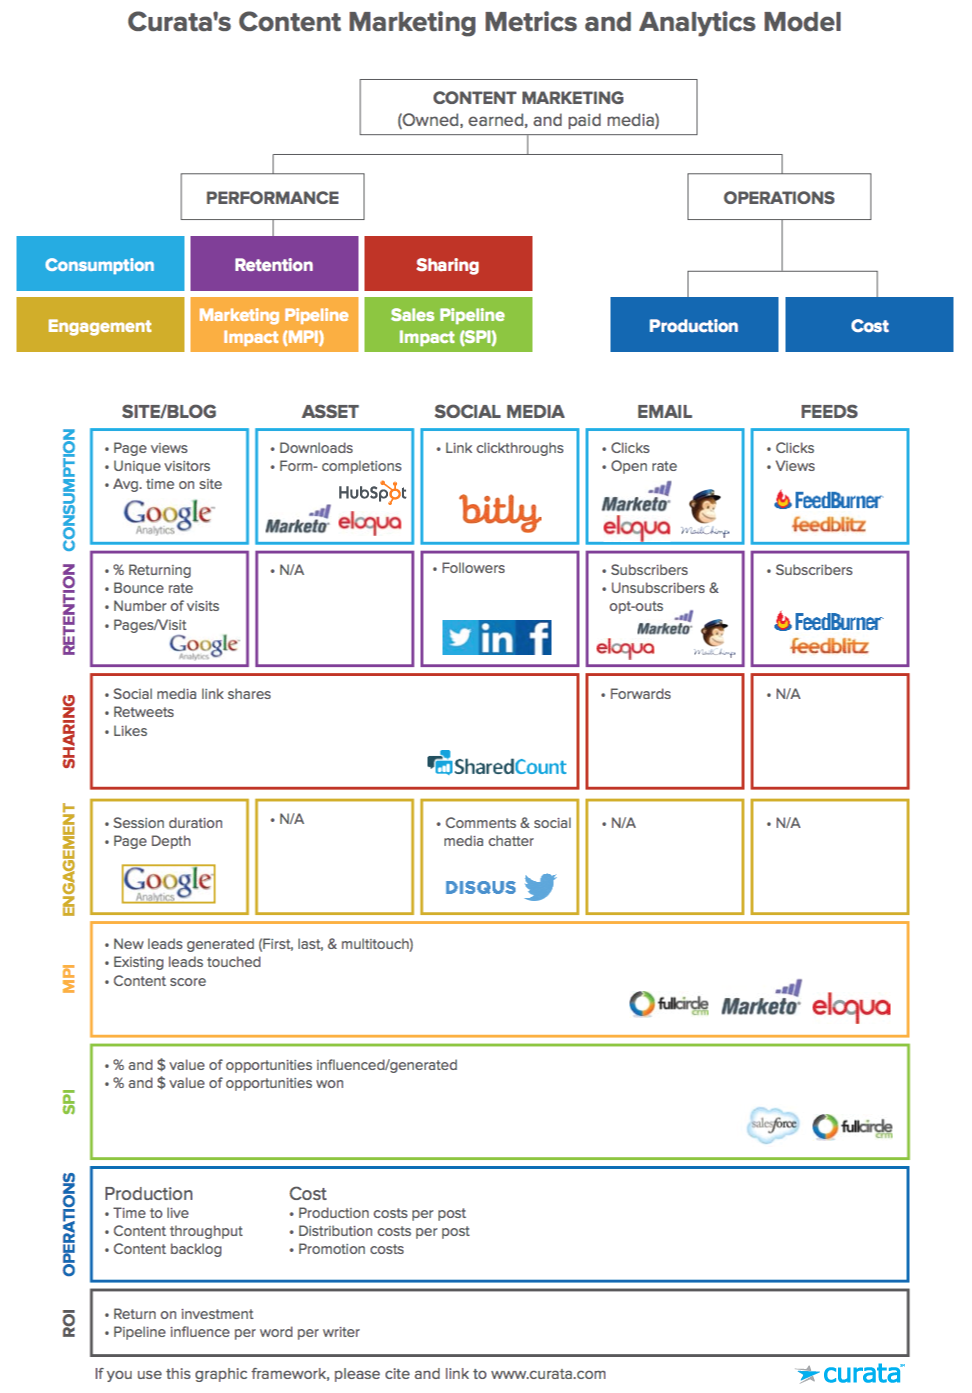 Curata's Content Marketing Metrics and Analytics Model
CONTENT MARKETING
(Owned, earned, and paid media)
PERFORMANCE
OPERATIONS
Consumption
Retention
Sharing
Engagement
Marketing Pipeline
Impact (MPI)
Sales Pipeline
Impact (SPI)
Production
Cost
SITE/BLOG
ASSET
SOCIAL MEDIA
EMAIL
FEEDS
CONSUMPTION
• Page views
• Unique visitors
• Avg. time on site
Google
Analytics
• Downloads
• Form- completions
HubSpot
Marketo
eloqua
• Link clickthroughs
bitly
• Clicks
• Open rate
Marketo
eloqua
MailChimp
• Clicks
• Views
FeedBurner
feedblitz
RETENTION
• % Returning
• Bounce rate
• Number of visits
• Pages/Visit
Google
Analytics
• N/A
• Followers
in f
• Subscribers
• Unsubscribers &
opt-outs
Marketo
eloqua
MailChimp
• Subscribers
FeedBurner
feedblitz
SHARING
• Social media link shares
• Retweets
• Likes
SharedCount
• Forwards
• N/A
ENGAGEMENT
• Session duration
• Page Depth
Google
Analytics
• N/A
• Comments & social
media chatter
DISQUS
• N/A
• N/A
MPI
• New leads generated (First, last, & multitouch)
• Existing leads touched
• Content score
fullcircle
crm
Marketo
eloqua
SPI
• % and $ value of opportunities influenced/generated
• % and $ value of opportunities won
salesforce
fullcircle
crm
OPERATIONS
Production
• Time to live
• Content throughput
• Content backlog
Cost
• Production costs per post
• Distribution costs per post
• Promotion costs
ROI
• Return on investment
• Pipeline influence per word per writer
If you use this graphic framework, please cite and link to www.curata.com
curata